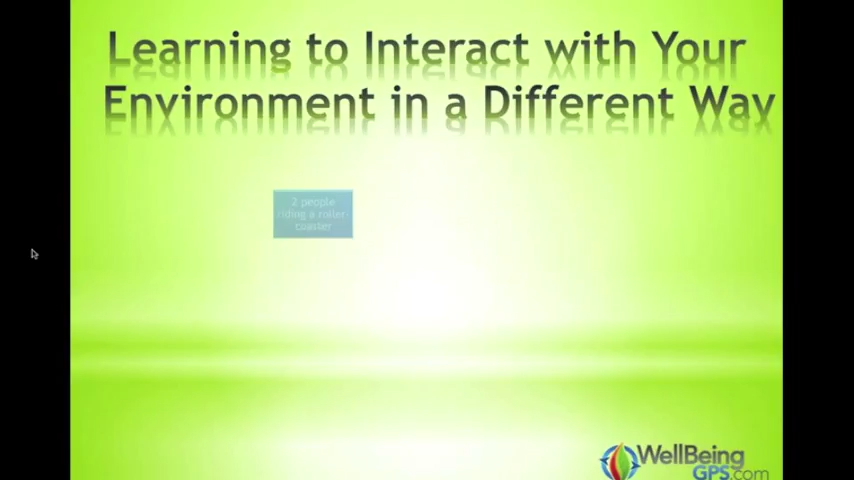 Learning to Interact with Your
Environment in a Different Way
2 people
riding a roller-
coaster
WellBeing
GPS.com